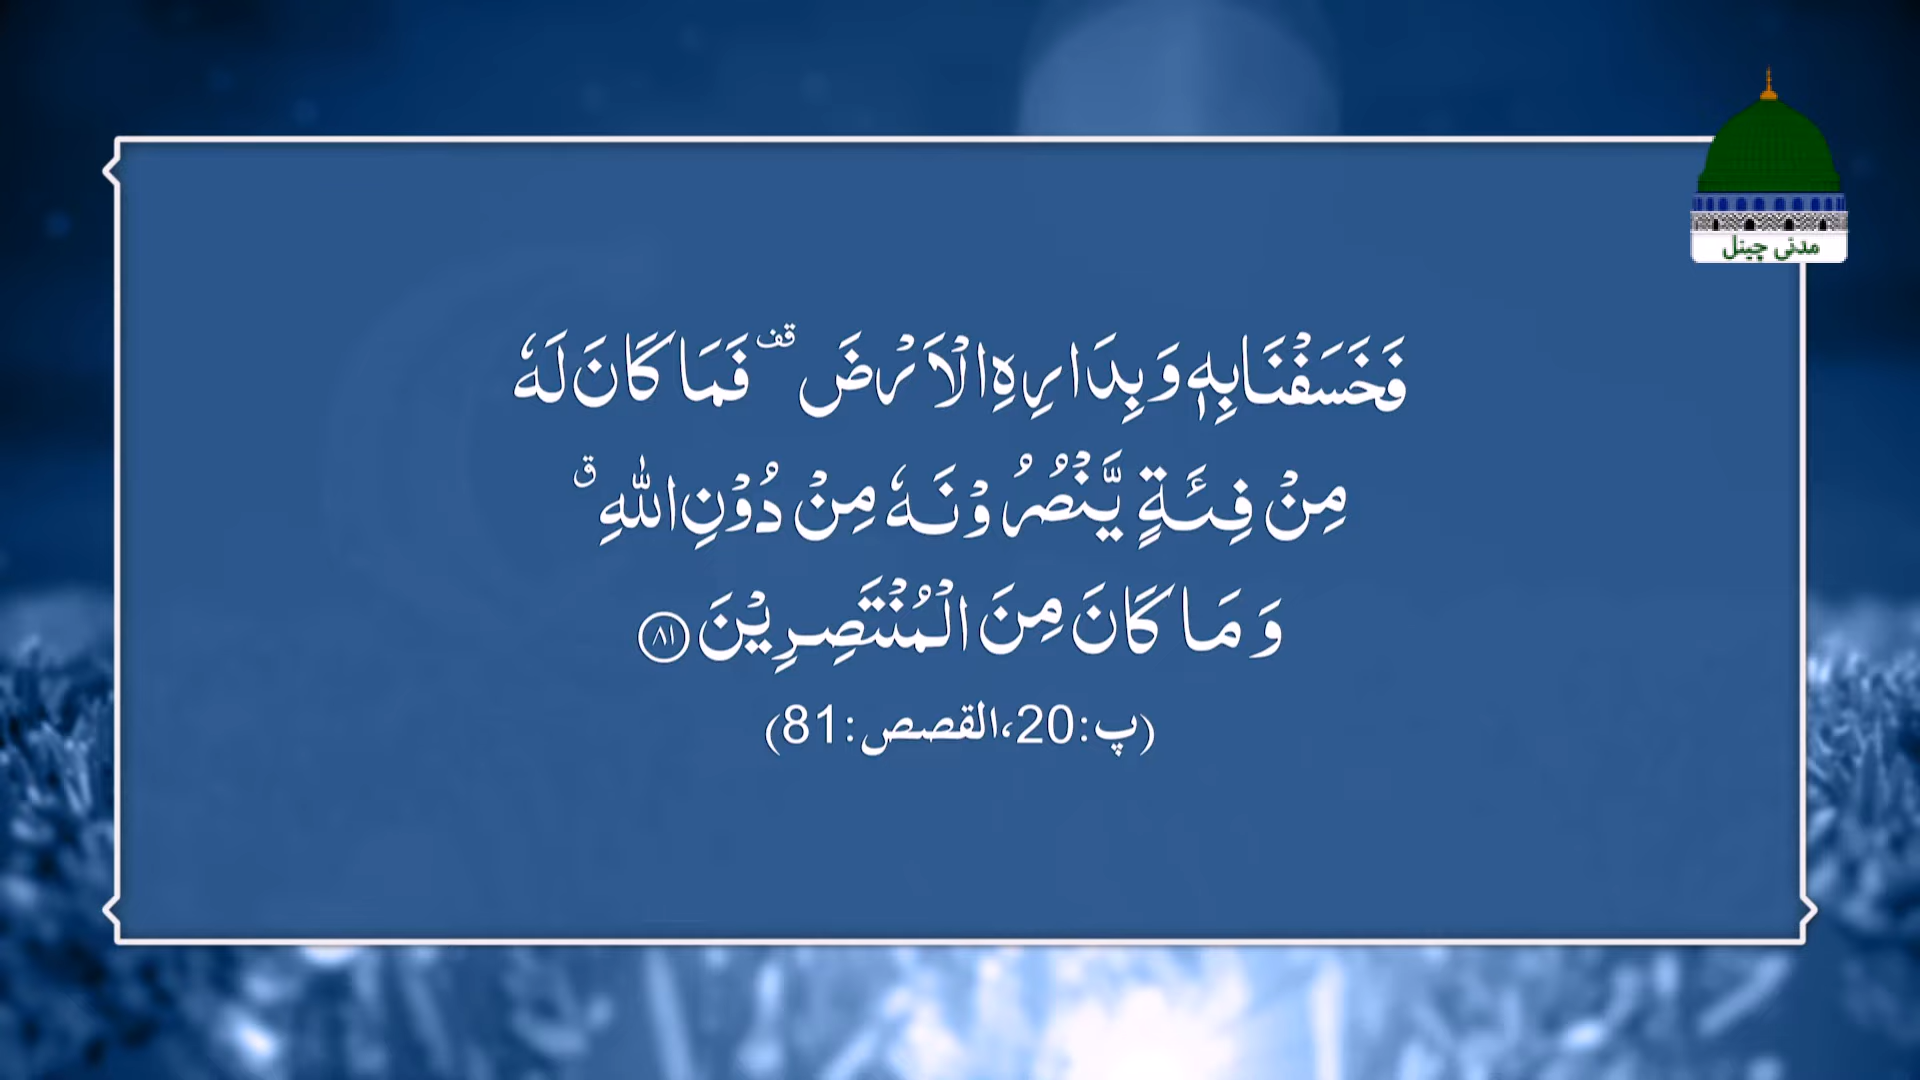 مدنی چینل
فَخَسَفْنَا بِهٖ وَ بِدَارِهِ الْاَرْضَ ۫ فَمَا كَانَ لَهٗ
مِنْ فِئَةٍ یَّنْصُرُوْنَهٗ مِنْ دُوْنِ اللّٰهِ ۗ
وَ مَا كَانَ مِنَ الْمُنْتَصِرِیْنَ ﴿۸۱﴾
(پ:20،القصص:81)